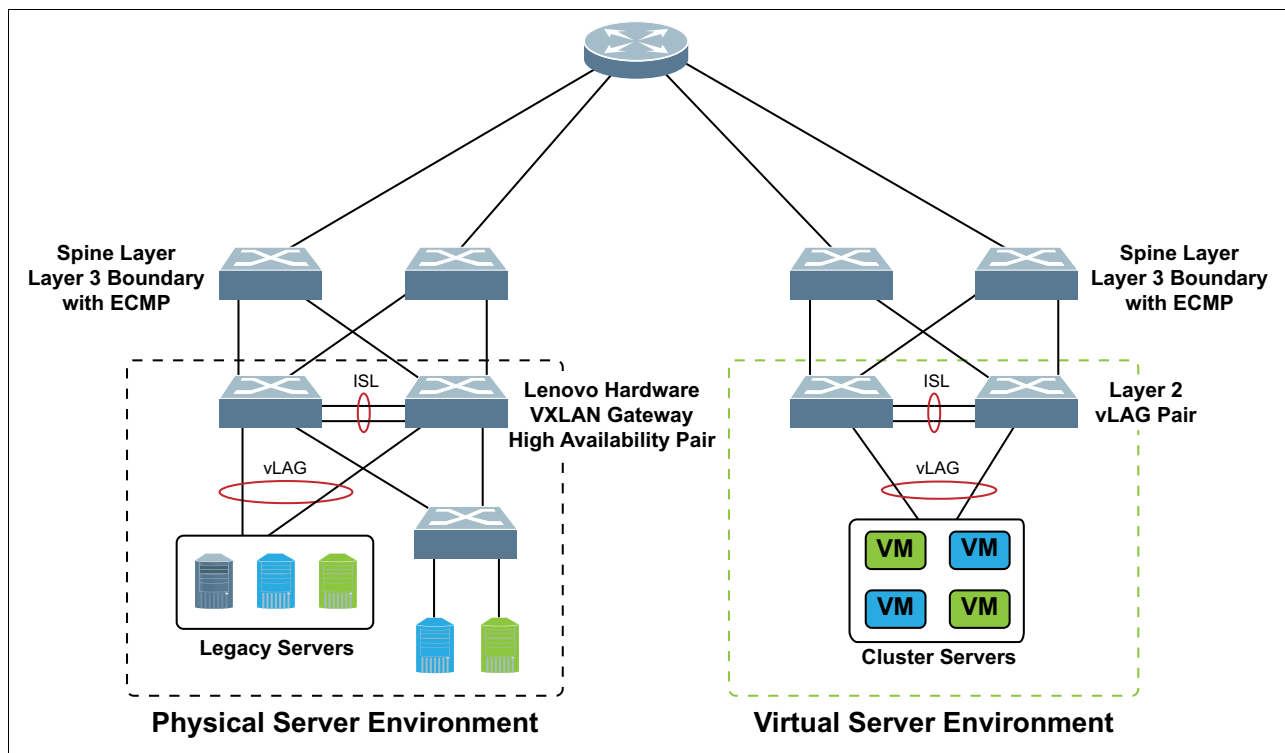 Spine Layer
Layer 3 Boundary
with ECMP
Spine Layer
Layer 3 Boundary
with ECMP
ISL
Lenovo Hardware
VXLAN Gateway
High Availability Pair
ISL
Layer 2
vLAG Pair
vLAG
vLAG
VM
VM
VM
VM
Legacy Servers
Cluster Servers
Physical Server Environment
Virtual Server Environment